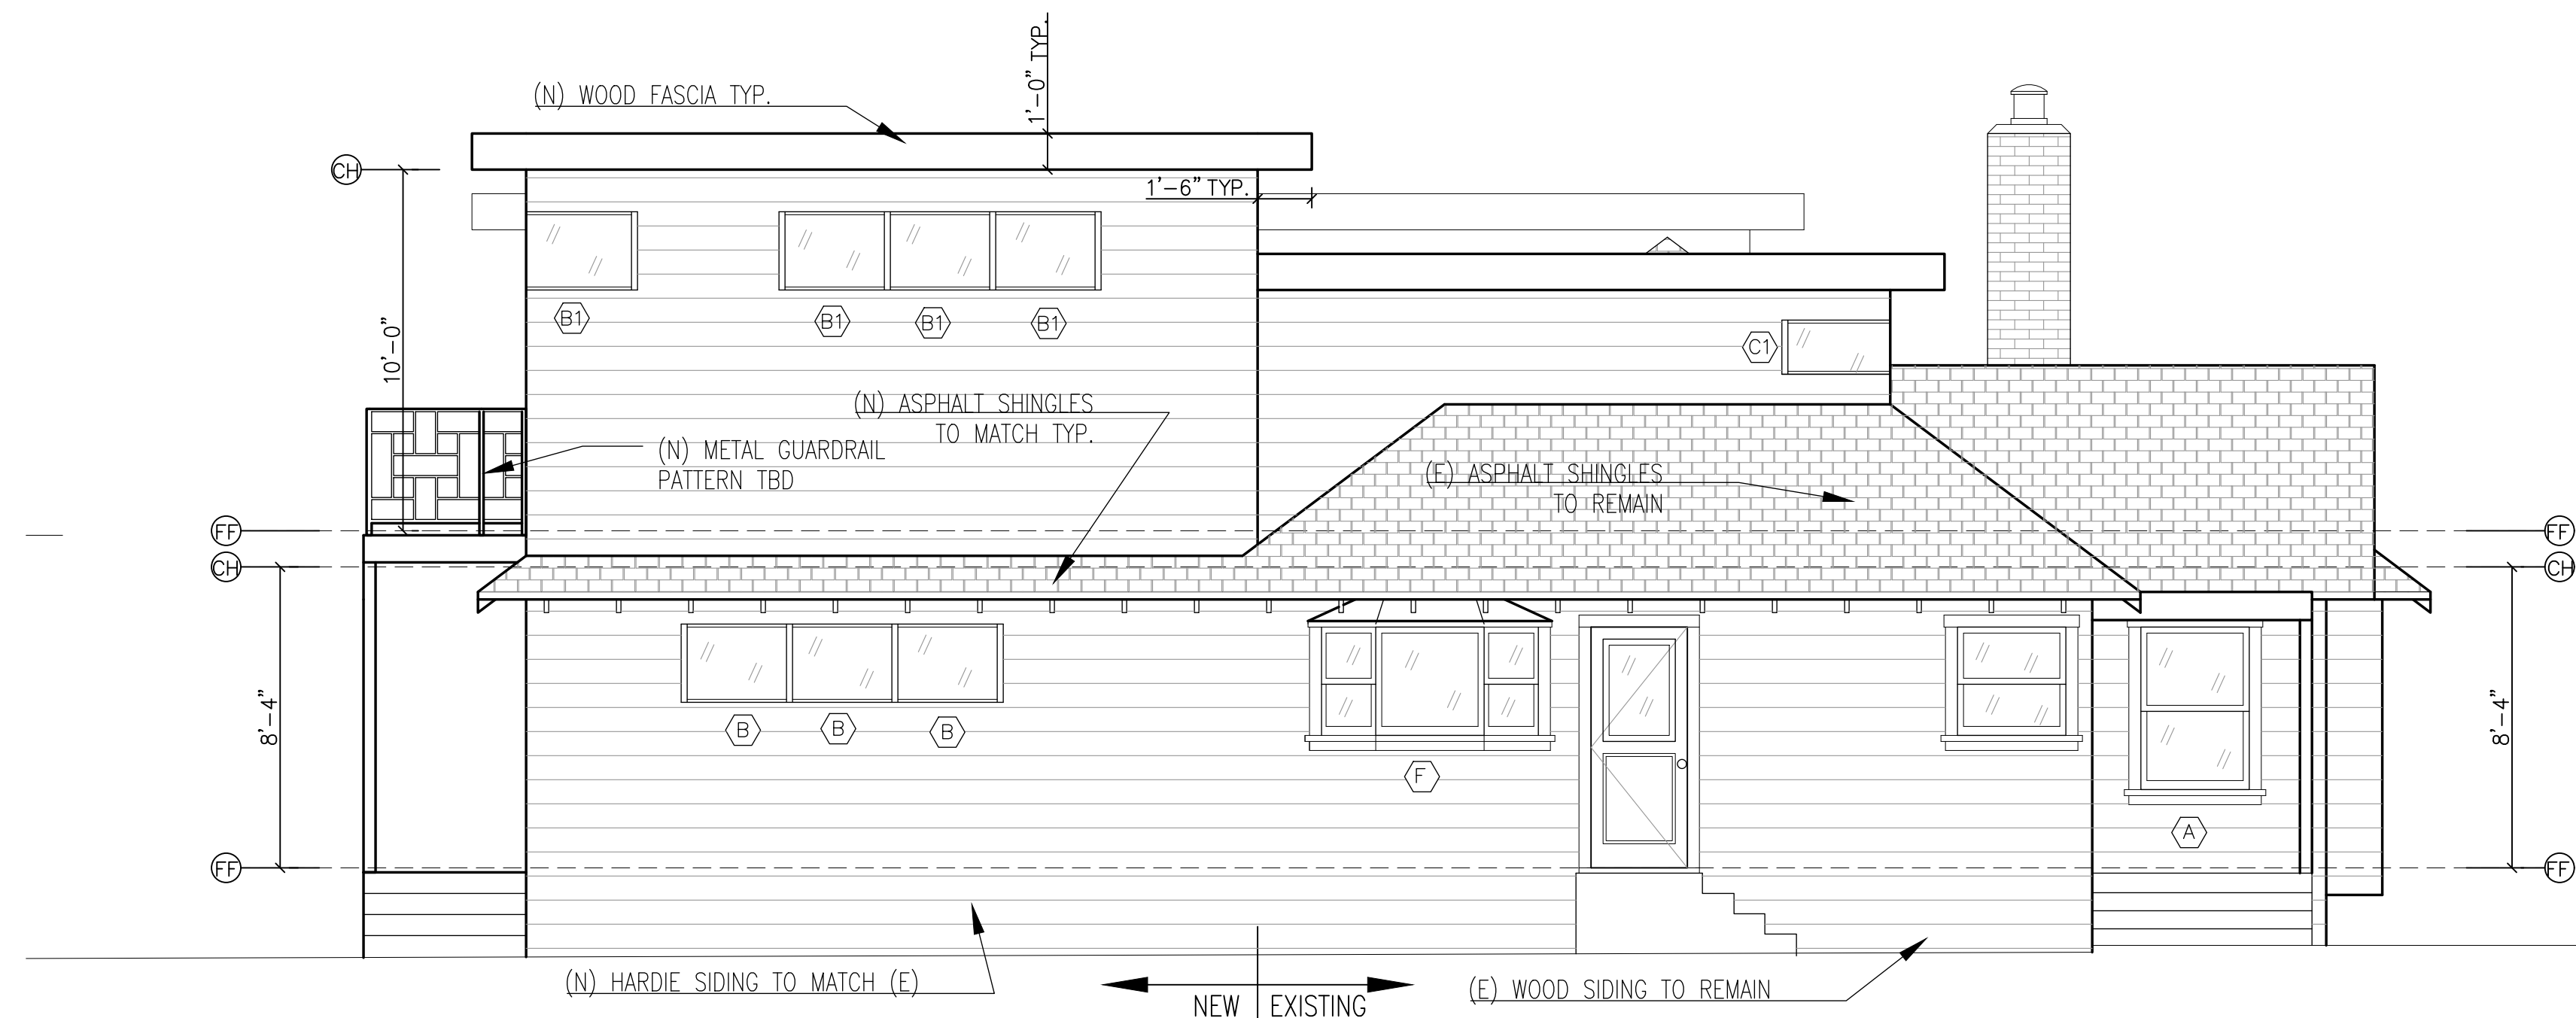 1'-0" TYP.
(N) WOOD FASCIA TYP.
CH
1'-6" TYP.
B1
B1
B1
B1
C1
10'-0"
(N) ASPHALT SHINGLES
TO MATCH TYP.
(N) METAL GUARDRAIL
PATTERN TBD
(E) ASPHALT SHINGLES
TO REMAIN
FF
FF
CH
CH
8'-4"
8'-4"
B
B
B
F
A
FF
FF
(N) HARDIE SIDING TO MATCH (E)
(E) WOOD SIDING TO REMAIN
NEW
EXISTING